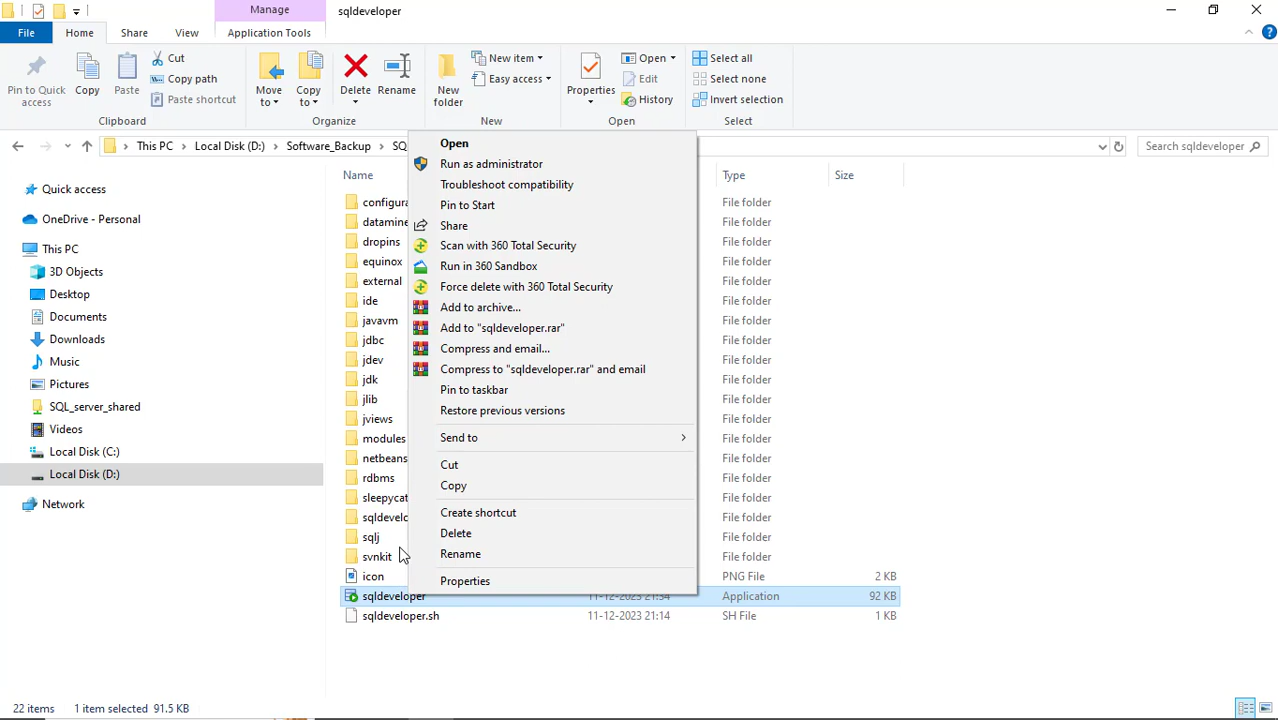 Manage
sqldeveloper
File
Home
Share
View
Application Tools
Pin to Quick access
Copy
Paste
Cut
Copy path
Paste shortcut
Clipboard
Move to
Copy to
Delete
Rename
Organize
New folder
New item
Easy access
New
Properties
Open
Edit
History
Open
Select all
Select none
Invert selection
Select
This PC > Local Disk (D:) > Software_Backup >
Search sqldeveloper
Quick access
OneDrive - Personal
This PC
3D Objects
Desktop
Documents
Downloads
Music
Pictures
SQL_server_shared
Videos
Local Disk (C:)
Local Disk (D:)
Network
Name
Type
Size
configura
File folder
datamine
File folder
dropins
File folder
equinox
File folder
external
File folder
ide
File folder
javavm
File folder
jdbc
File folder
jdev
File folder
jdk
File folder
jlib
File folder
jviews
File folder
modules
File folder
netbeans
File folder
rdbms
File folder
sleepycat
File folder
sqldevelo
File folder
sqlj
File folder
svnkit
File folder
icon
PNG File
2 KB
sqldeveloper
11-12-2023 21:34
Application
92 KB
sqldeveloper.sh
11-12-2023 21:14
SH File
1 KB
Open
Run as administrator
Troubleshoot compatibility
Pin to Start
Share
Scan with 360 Total Security
Run in 360 Sandbox
Force delete with 360 Total Security
Add to archive...
Add to "sqldeveloper.rar"
Compress and email...
Compress to "sqldeveloper.rar" and email
Pin to taskbar
Restore previous versions
Send to
Cut
Copy
Create shortcut
Delete
Rename
Properties
22 items
1 item selected 91.5 KB